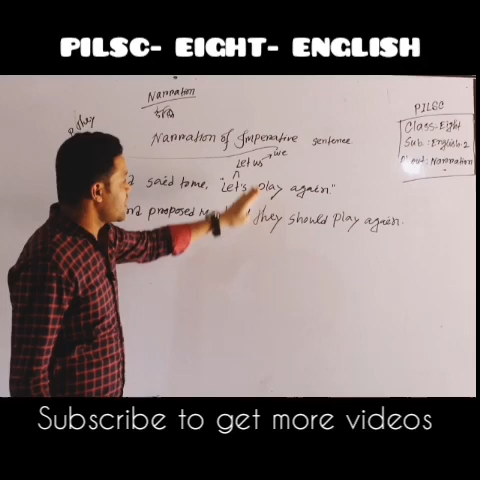 PILSC- EIGHT- ENGLISH
Narration
they
Narration of Imperative sentence
Let us we
said to me, "Let's play again."
proposed they should play again.
PILSC
Class-Eight
Sub.: English-2
Narration
Subscribe to get more videos